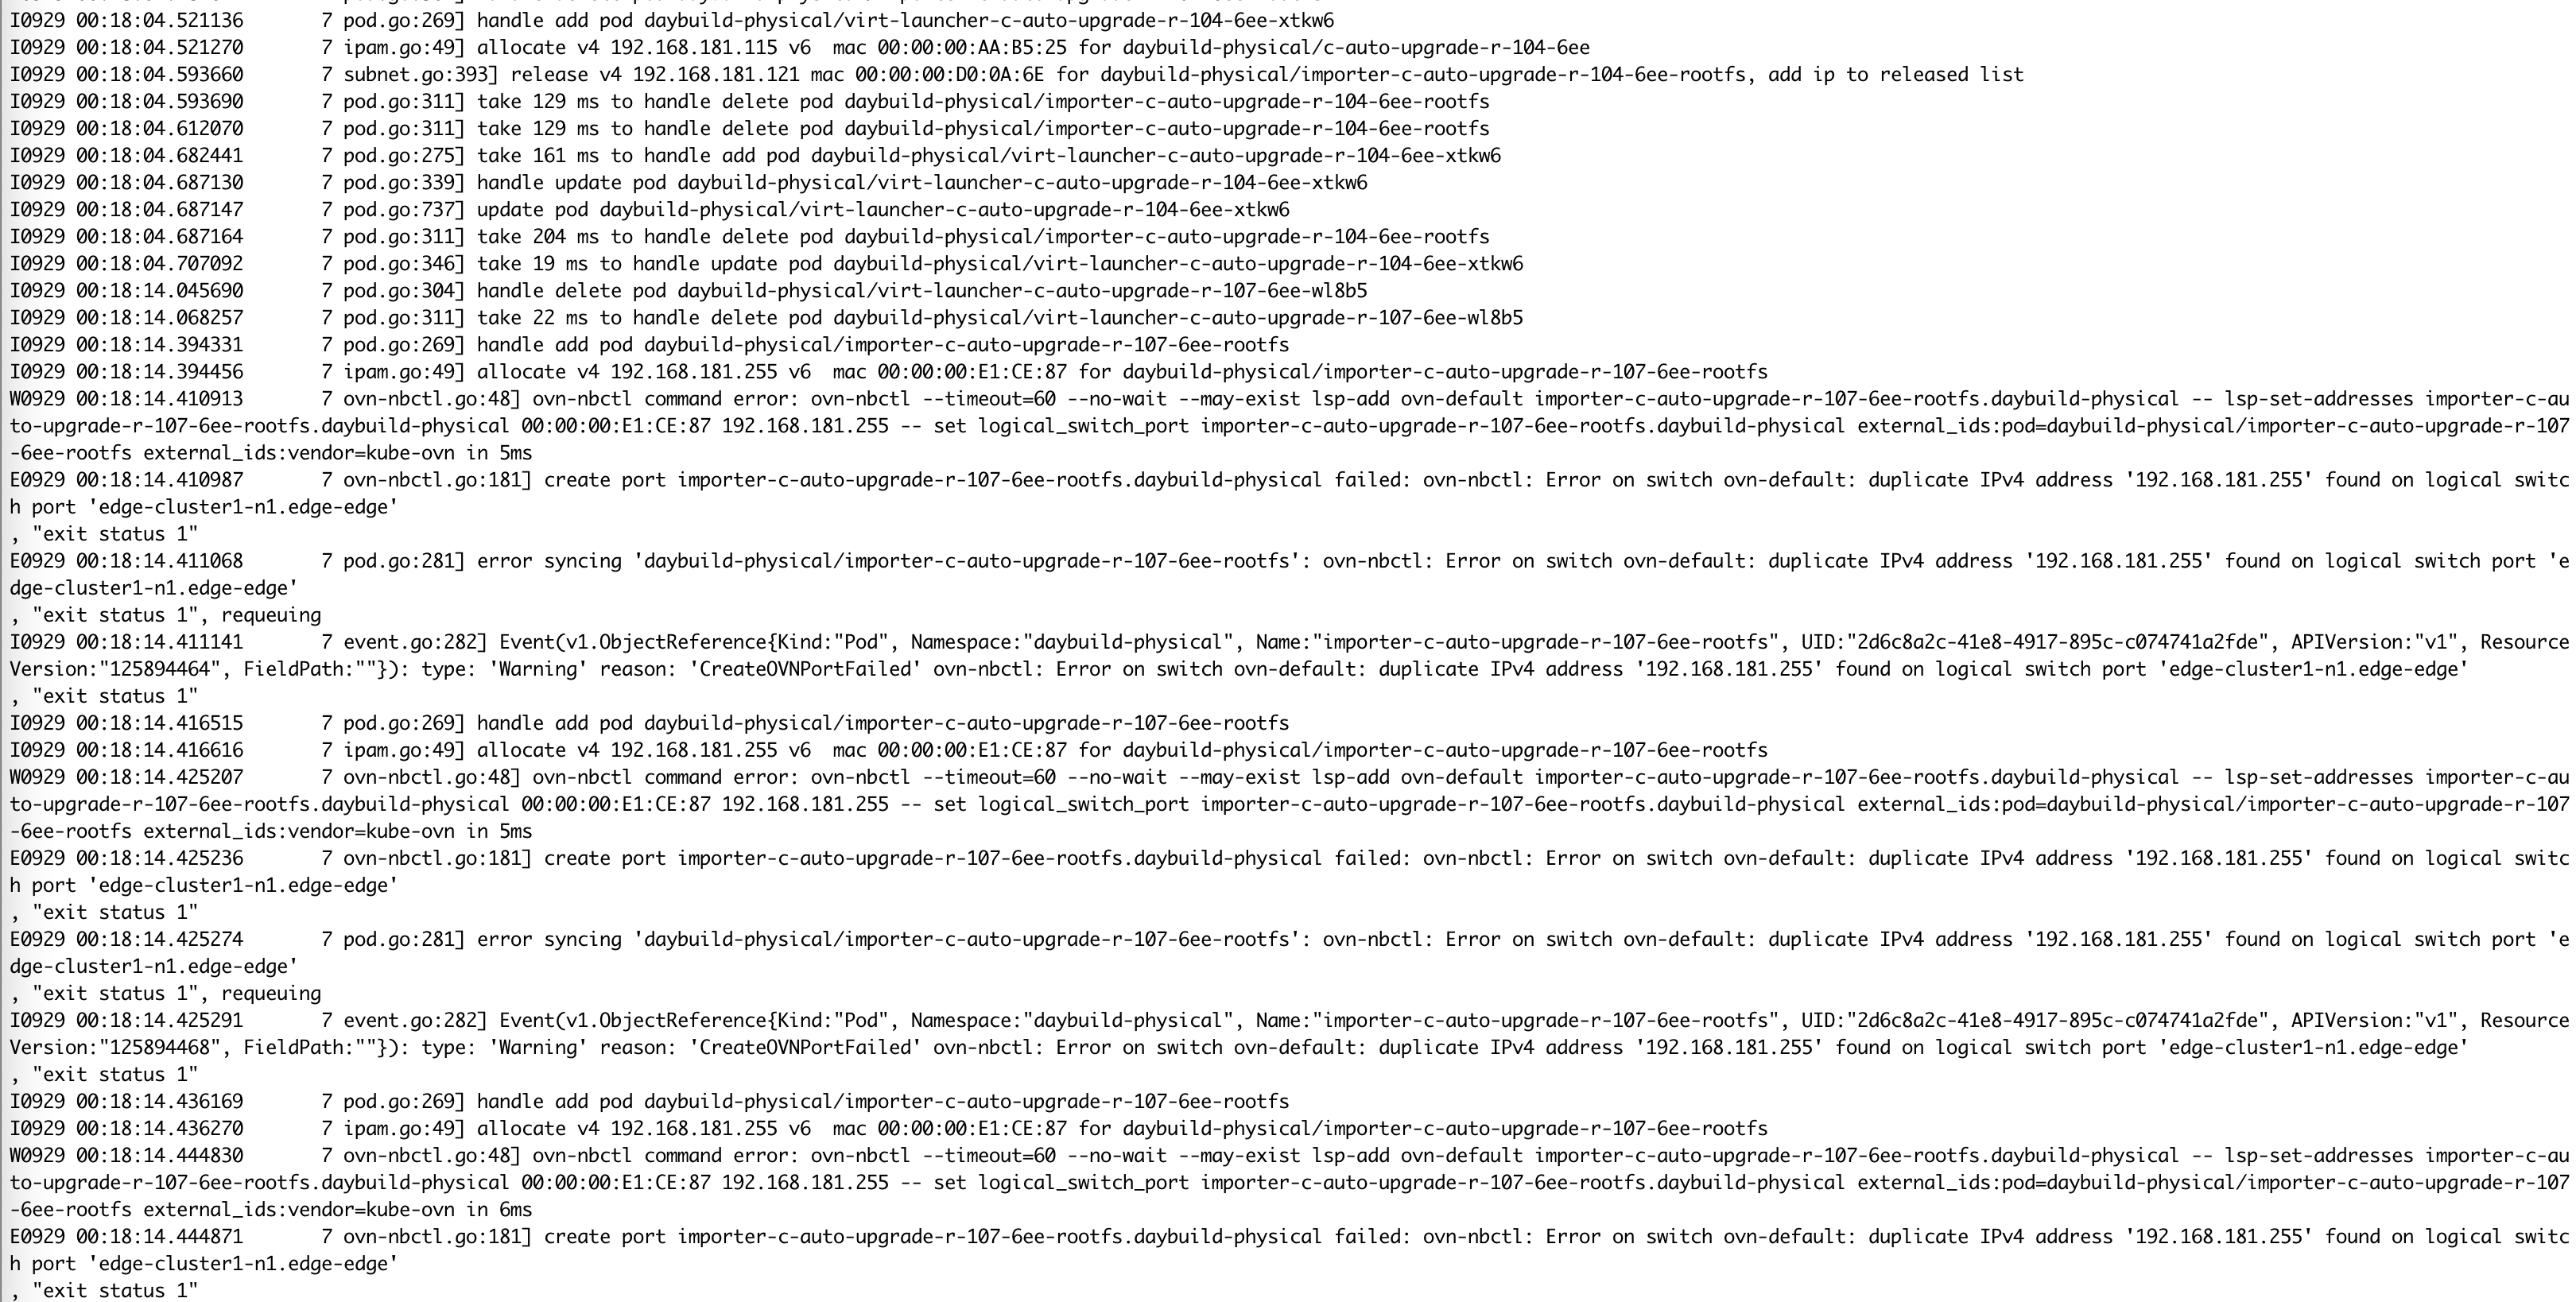 I0929 00:18:04.521136       7 pod.go:269] handle add pod daybuild-physical/virt-launcher-c-auto-upgrade-r-104-6ee-xtkw6
I0929 00:18:04.521270       7 ipam.go:49] allocate v4 192.168.181.115 v6  mac 00:00:00:AA:B5:25 for daybuild-physical/c-auto-upgrade-r-104-6ee
I0929 00:18:04.593660       7 subnet.go:393] release v4 192.168.181.121 mac 00:00:00:D0:0A:6E for daybuild-physical/importer-c-auto-upgrade-r-104-6ee-rootfs, add ip to released list
I0929 00:18:04.593690       7 pod.go:311] take 129 ms to handle delete pod daybuild-physical/importer-c-auto-upgrade-r-104-6ee-rootfs
I0929 00:18:04.612070       7 pod.go:311] take 129 ms to handle delete pod daybuild-physical/importer-c-auto-upgrade-r-104-6ee-rootfs
I0929 00:18:04.682441       7 pod.go:275] take 161 ms to handle add pod daybuild-physical/virt-launcher-c-auto-upgrade-r-104-6ee-xtkw6
I0929 00:18:04.687130       7 pod.go:339] handle update pod daybuild-physical/virt-launcher-c-auto-upgrade-r-104-6ee-xtkw6
I0929 00:18:04.687147       7 pod.go:737] update pod daybuild-physical/virt-launcher-c-auto-upgrade-r-104-6ee-xtkw6
I0929 00:18:04.687164       7 pod.go:311] take 204 ms to handle delete pod daybuild-physical/importer-c-auto-upgrade-r-104-6ee-rootfs
I0929 00:18:04.707092       7 pod.go:346] take 19 ms to handle update pod daybuild-physical/virt-launcher-c-auto-upgrade-r-104-6ee-xtkw6
I0929 00:18:14.045690       7 pod.go:304] handle delete pod daybuild-physical/virt-launcher-c-auto-upgrade-r-107-6ee-wl8b5
I0929 00:18:14.068257       7 pod.go:311] take 22 ms to handle delete pod daybuild-physical/virt-launcher-c-auto-upgrade-r-107-6ee-wl8b5
I0929 00:18:14.394331       7 pod.go:269] handle add pod daybuild-physical/importer-c-auto-upgrade-r-107-6ee-rootfs
I0929 00:18:14.394456       7 ipam.go:49] allocate v4 192.168.181.255 v6  mac 00:00:00:E1:CE:87 for daybuild-physical/importer-c-auto-upgrade-r-107-6ee-rootfs
W0929 00:18:14.410913       7 ovn-nbctl.go:48] ovn-nbctl command error: ovn-nbctl --timeout=60 --no-wait --may-exist lsp-add ovn-default importer-c-auto-upgrade-r-107-6ee-rootfs.daybuild-physical -- lsp-set-addresses importer-c-au
to-upgrade-r-107-6ee-rootfs.daybuild-physical 00:00:00:E1:CE:87 192.168.181.255 -- set logical_switch_port importer-c-auto-upgrade-r-107-6ee-rootfs.daybuild-physical external_ids:pod=daybuild-physical/importer-c-auto-upgrade-r-107
-6ee-rootfs external_ids:vendor=kube-ovn in 5ms
E0929 00:18:14.410987       7 ovn-nbctl.go:181] create port importer-c-auto-upgrade-r-107-6ee-rootfs.daybuild-physical failed: ovn-nbctl: Error on switch ovn-default: duplicate IPv4 address '192.168.181.255' found on logical switc
h port 'edge-cluster1-n1.edge-edge'
, "exit status 1"
E0929 00:18:14.411068       7 pod.go:281] error syncing 'daybuild-physical/importer-c-auto-upgrade-r-107-6ee-rootfs': ovn-nbctl: Error on switch ovn-default: duplicate IPv4 address '192.168.181.255' found on logical switch port 'e
dge-cluster1-n1.edge-edge'
, "exit status 1", requeuing
I0929 00:18:14.411141       7 event.go:282] Event(v1.ObjectReference{Kind:"Pod", Namespace:"daybuild-physical", Name:"importer-c-auto-upgrade-r-107-6ee-rootfs", UID:"2d6c8a2c-41e8-4917-895c-c074741a2fde", APIVersion:"v1", Resource
Version:"125894464", FieldPath:""}): type: 'Warning' reason: 'CreateOVNPortFailed' ovn-nbctl: Error on switch ovn-default: duplicate IPv4 address '192.168.181.255' found on logical switch port 'edge-cluster1-n1.edge-edge'
, "exit status 1"
I0929 00:18:14.416515       7 pod.go:269] handle add pod daybuild-physical/importer-c-auto-upgrade-r-107-6ee-rootfs
I0929 00:18:14.416616       7 ipam.go:49] allocate v4 192.168.181.255 v6  mac 00:00:00:E1:CE:87 for daybuild-physical/importer-c-auto-upgrade-r-107-6ee-rootfs
W0929 00:18:14.425207       7 ovn-nbctl.go:48] ovn-nbctl command error: ovn-nbctl --timeout=60 --no-wait --may-exist lsp-add ovn-default importer-c-auto-upgrade-r-107-6ee-rootfs.daybuild-physical -- lsp-set-addresses importer-c-au
to-upgrade-r-107-6ee-rootfs.daybuild-physical 00:00:00:E1:CE:87 192.168.181.255 -- set logical_switch_port importer-c-auto-upgrade-r-107-6ee-rootfs.daybuild-physical external_ids:pod=daybuild-physical/importer-c-auto-upgrade-r-107
-6ee-rootfs external_ids:vendor=kube-ovn in 5ms
E0929 00:18:14.425236       7 ovn-nbctl.go:181] create port importer-c-auto-upgrade-r-107-6ee-rootfs.daybuild-physical failed: ovn-nbctl: Error on switch ovn-default: duplicate IPv4 address '192.168.181.255' found on logical switc
h port 'edge-cluster1-n1.edge-edge'
, "exit status 1"
E0929 00:18:14.425274       7 pod.go:281] error syncing 'daybuild-physical/importer-c-auto-upgrade-r-107-6ee-rootfs': ovn-nbctl: Error on switch ovn-default: duplicate IPv4 address '192.168.181.255' found on logical switch port 'e
dge-cluster1-n1.edge-edge'
, "exit status 1", requeuing
I0929 00:18:14.425291       7 event.go:282] Event(v1.ObjectReference{Kind:"Pod", Namespace:"daybuild-physical", Name:"importer-c-auto-upgrade-r-107-6ee-rootfs", UID:"2d6c8a2c-41e8-4917-895c-c074741a2fde", APIVersion:"v1", Resource
Version:"125894468", FieldPath:""}): type: 'Warning' reason: 'CreateOVNPortFailed' ovn-nbctl: Error on switch ovn-default: duplicate IPv4 address '192.168.181.255' found on logical switch port 'edge-cluster1-n1.edge-edge'
, "exit status 1"
I0929 00:18:14.436169       7 pod.go:269] handle add pod daybuild-physical/importer-c-auto-upgrade-r-107-6ee-rootfs
I0929 00:18:14.436270       7 ipam.go:49] allocate v4 192.168.181.255 v6  mac 00:00:00:E1:CE:87 for daybuild-physical/importer-c-auto-upgrade-r-107-6ee-rootfs
W0929 00:18:14.444830       7 ovn-nbctl.go:48] ovn-nbctl command error: ovn-nbctl --timeout=60 --no-wait --may-exist lsp-add ovn-default importer-c-auto-upgrade-r-107-6ee-rootfs.daybuild-physical -- lsp-set-addresses importer-c-au
to-upgrade-r-107-6ee-rootfs.daybuild-physical 00:00:00:E1:CE:87 192.168.181.255 -- set logical_switch_port importer-c-auto-upgrade-r-107-6ee-rootfs.daybuild-physical external_ids:pod=daybuild-physical/importer-c-auto-upgrade-r-107
-6ee-rootfs external_ids:vendor=kube-ovn in 6ms
E0929 00:18:14.444871       7 ovn-nbctl.go:181] create port importer-c-auto-upgrade-r-107-6ee-rootfs.daybuild-physical failed: ovn-nbctl: Error on switch ovn-default: duplicate IPv4 address '192.168.181.255' found on logical switc
h port 'edge-cluster1-n1.edge-edge'
, "exit status 1"